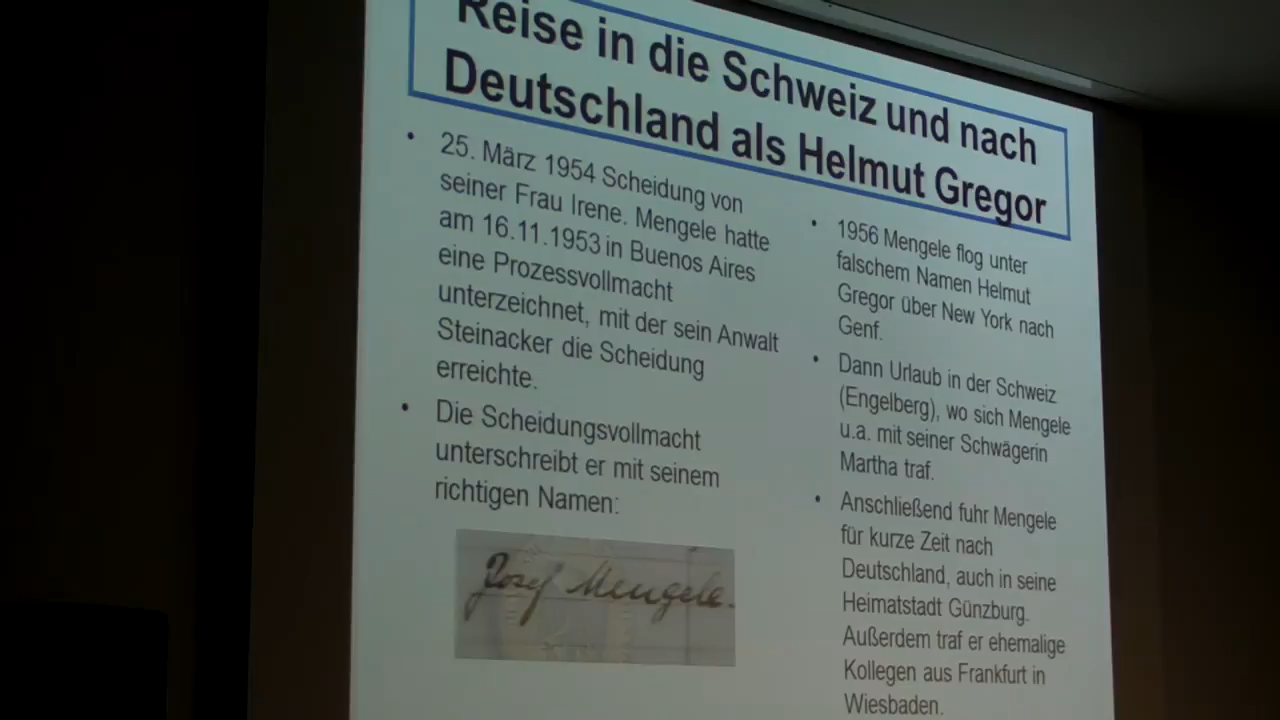 Reise in die Schweiz und nach
Deutschland als Helmut Gregor
• 25. März 1954 Scheidung von
seiner Frau Irene. Mengele hatte
am 16.11.1953 in Buenos Aires
eine Prozessvollmacht
unterzeichnet, mit der sein Anwalt
Steinacker die Scheidung
erreichte.
• Die Scheidungsvollmacht
unterschreibt er mit seinem
richtigen Namen:
Josef Mengele.
• 1956 Mengele flog unter
falschem Namen Helmut
Gregor über New York nach
Genf.
• Dann Urlaub in der Schweiz
(Engelberg), wo sich Mengele
u.a. mit seiner Schwägerin
Martha traf.
• Anschließend fuhr Mengele
für kurze Zeit nach
Deutschland, auch in seine
Heimatstadt Günzburg.
Außerdem traf er ehemalige
Kollegen aus Frankfurt in
Wiesbaden.